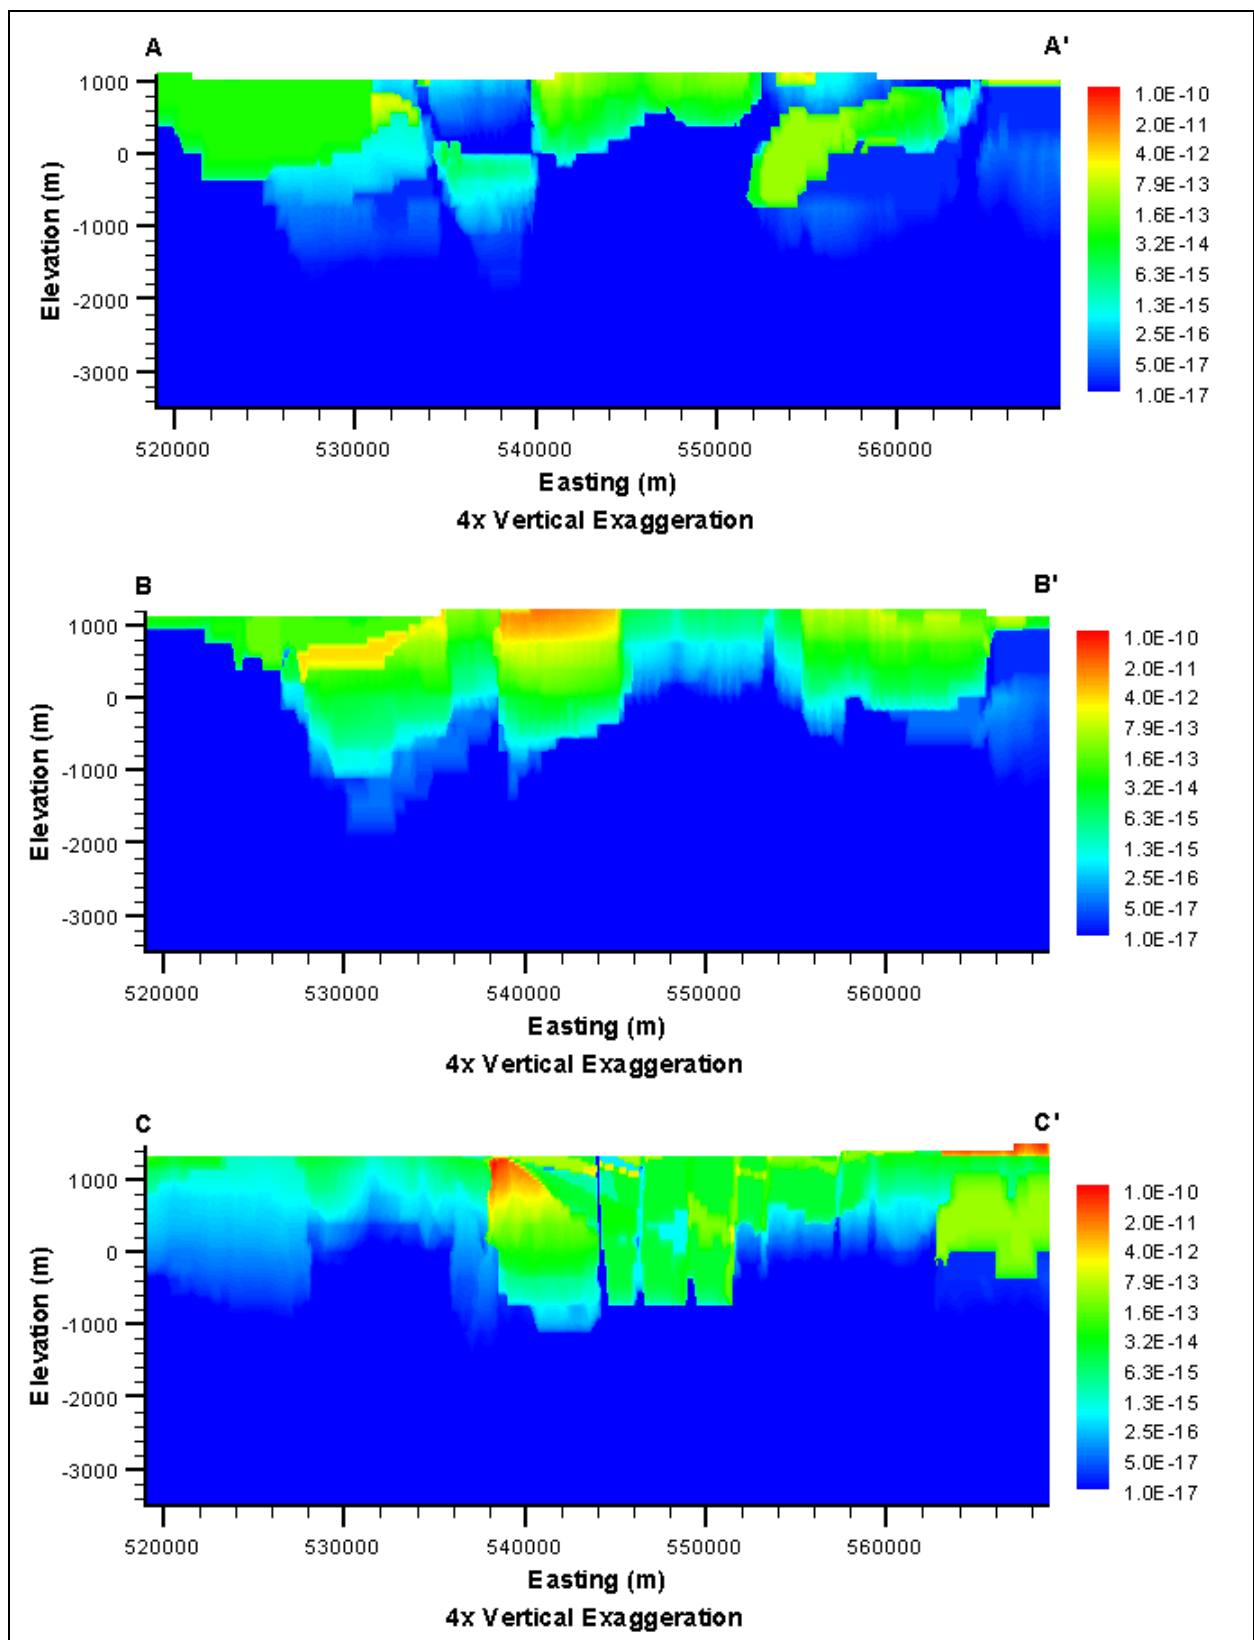 A A'
1000
0
-1000
-2000
-3000
Elevation (m)
520000 530000 540000 550000 560000
Easting (m)
4x Vertical Exaggeration
1.0E-10
2.0E-11
4.0E-12
7.9E-13
1.6E-13
3.2E-14
6.3E-15
1.3E-15
2.5E-16
5.0E-17
1.0E-17
B B'
1000
0
-1000
-2000
-3000
Elevation (m)
520000 530000 540000 550000 560000
Easting (m)
4x Vertical Exaggeration
1.0E-10
2.0E-11
4.0E-12
7.9E-13
1.6E-13
3.2E-14
6.3E-15
1.3E-15
2.5E-16
5.0E-17
1.0E-17
C C'
1000
0
-1000
-2000
-3000
Elevation (m)
520000 530000 540000 550000 560000
Easting (m)
4x Vertical Exaggeration
1.0E-10
2.0E-11
4.0E-12
7.9E-13
1.6E-13
3.2E-14
6.3E-15
1.3E-15
2.5E-16
5.0E-17
1.0E-17